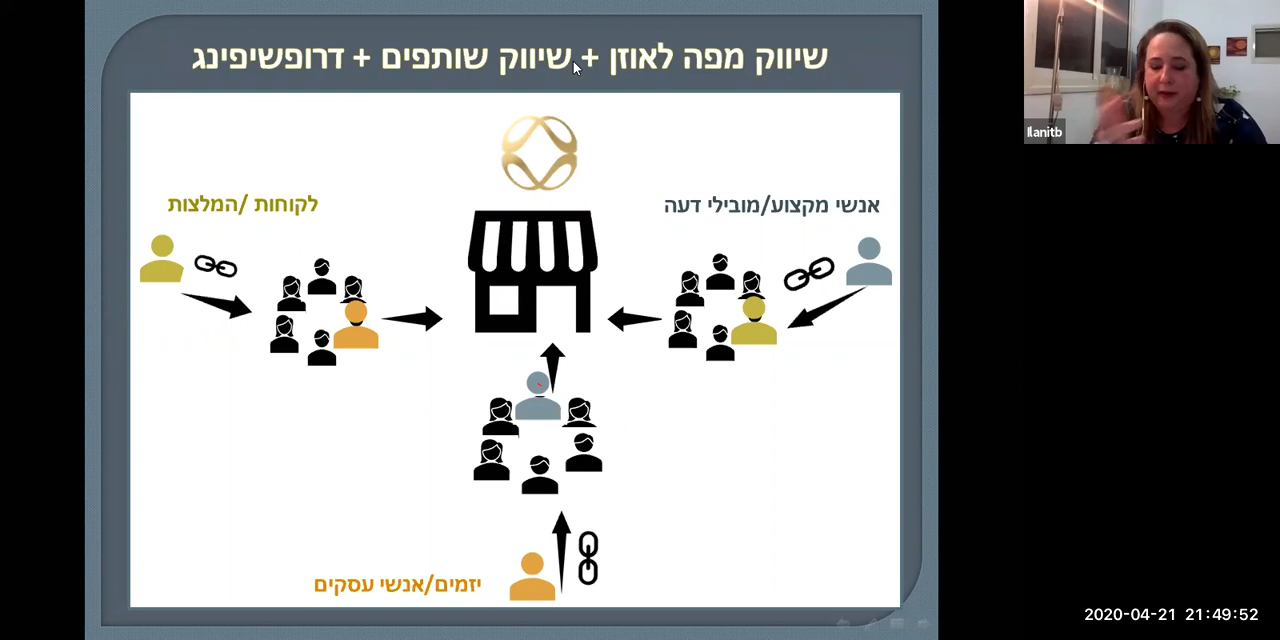 שיווק מפה לאוזן + שיווק שותפים + דרופשיפינג
אנשי מקצוע/מובילי דעה
לקוחות /המלצות
יזמים/אנשי עסקים
Ilanitb
2020-04-21 21:49:52